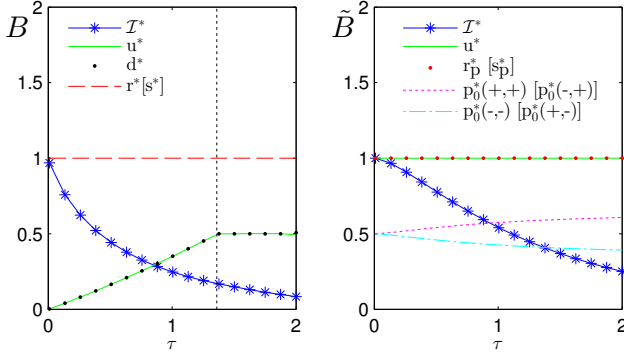 B
2
1.5
1
0.5
0
0
1
2
τ
I*
u*
d*
r*[s*]
B̃
2
1.5
1
0.5
0
0
1
2
τ
I*
u*
r*p [s*p]
p*0(+,+) [p*0(-,+)]
p*0(-,-) [p*0(+,-)]